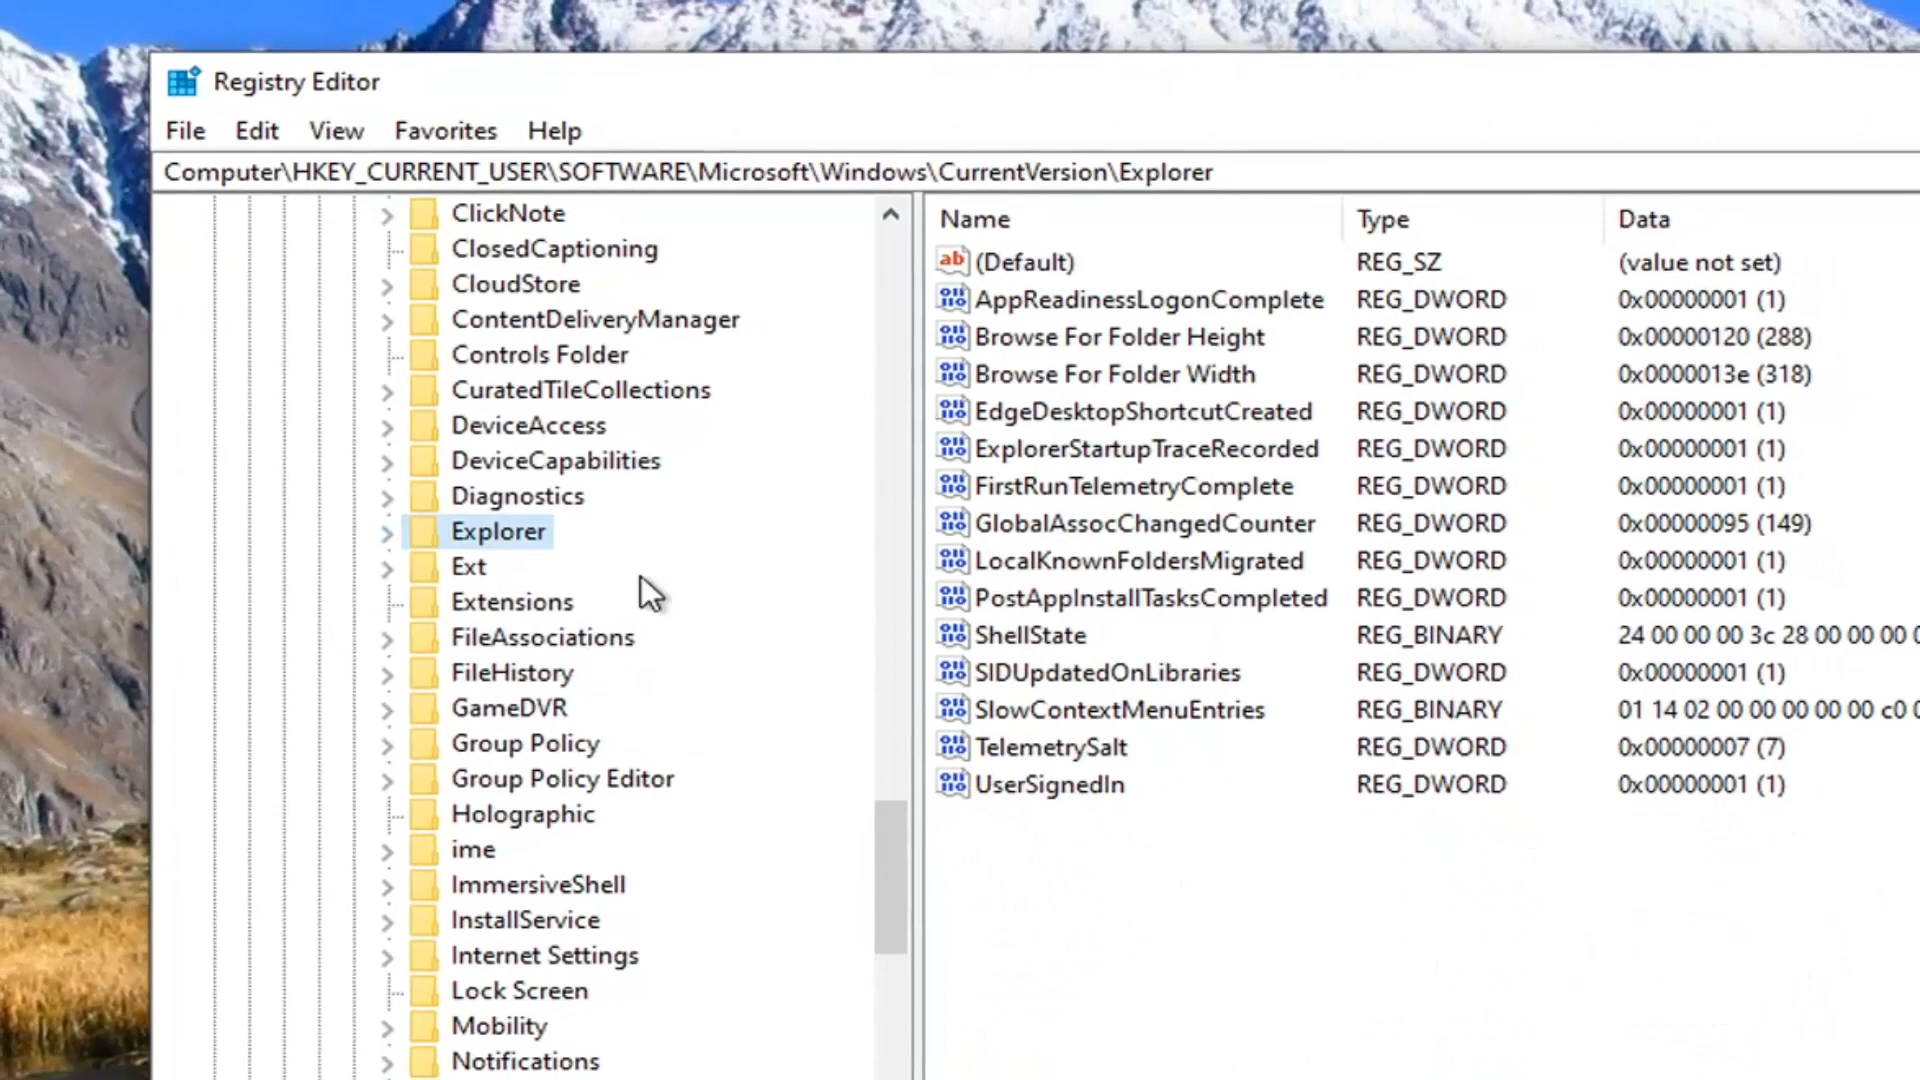 Registry Editor
File Edit View Favorites Help
Computer\HKEY_CURRENT_USER\SOFTWARE\Microsoft\Windows\CurrentVersion\Explorer
ClickNote
ClosedCaptioning
CloudStore
ContentDeliveryManager
Controls Folder
CuratedTileCollections
DeviceAccess
DeviceCapabilities
Diagnostics
Explorer
Ext
Extensions
FileAssociations
FileHistory
GameDVR
Group Policy
Group Policy Editor
Holographic
ime
ImmersiveShell
InstallService
Internet Settings
Lock Screen
Mobility
Notifications
Name Type Data
(Default) REG_SZ (value not set)
AppReadinessLogonComplete REG_DWORD 0x00000001 (1)
Browse For Folder Height REG_DWORD 0x00000120 (288)
Browse For Folder Width REG_DWORD 0x0000013e (318)
EdgeDesktopShortcutCreated REG_DWORD 0x00000001 (1)
ExplorerStartupTraceRecorded REG_DWORD 0x00000001 (1)
FirstRunTelemetryComplete REG_DWORD 0x00000001 (1)
GlobalAssocChangedCounter REG_DWORD 0x00000095 (149)
LocalKnownFoldersMigrated REG_DWORD 0x00000001 (1)
PostAppInstallTasksCompleted REG_DWORD 0x00000001 (1)
ShellState REG_BINARY 24 00 00 00 3c 28 00 00 00
SIDUpdatedOnLibraries REG_DWORD 0x00000001 (1)
SlowContextMenuEntries REG_BINARY 01 14 02 00 00 00 00 00 c0
TelemetrySalt REG_DWORD 0x00000007 (7)
UserSignedIn REG_DWORD 0x00000001 (1)